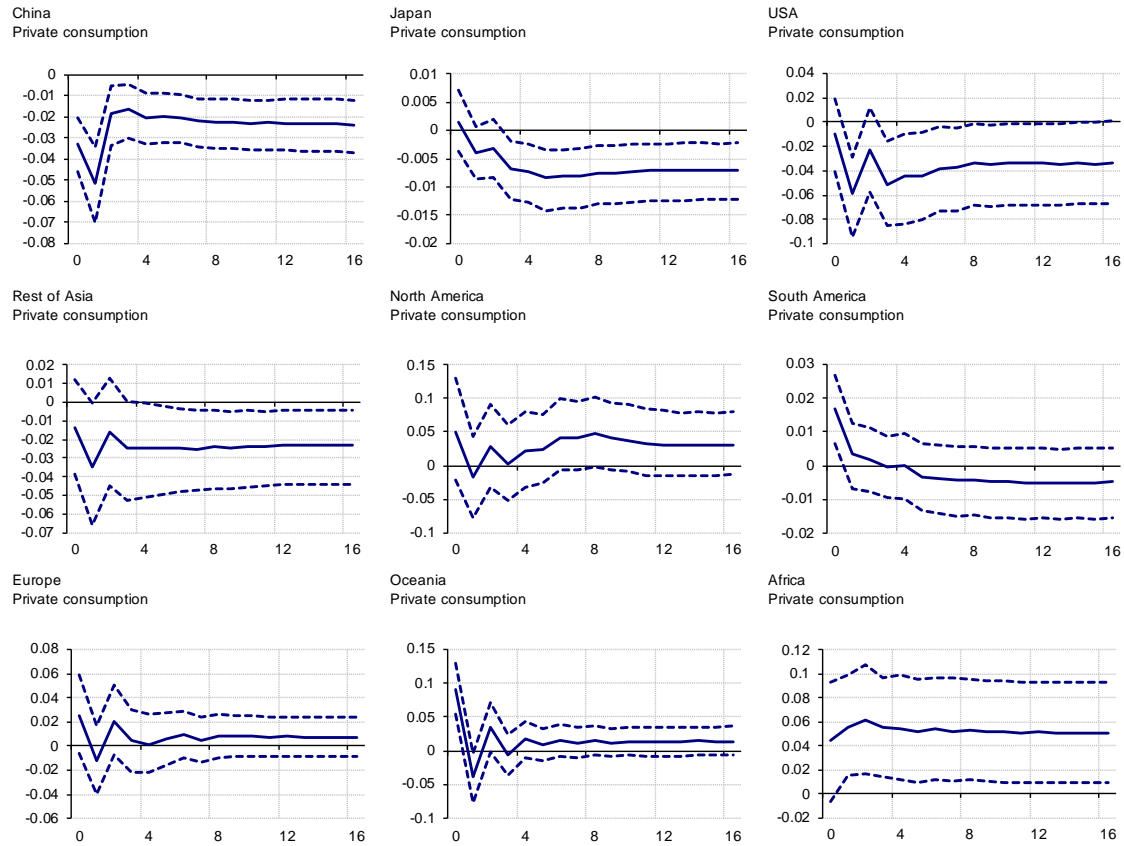 China
Private consumption
0
-0.01
-0.02
-0.03
-0.04
-0.05
-0.06
-0.07
-0.08
0 4 8 12 16
Japan
Private consumption
0.01
0.005
0
-0.005
-0.01
-0.015
-0.02
0 4 8 12 16
USA
Private consumption
0.04
0.02
0
-0.02
-0.04
-0.06
-0.08
-0.1
0 4 8 12 16
Rest of Asia
Private consumption
0.02
0.01
0
-0.01
-0.02
-0.03
-0.04
-0.05
-0.06
-0.07
0 4 8 12 16
North America
Private consumption
0.15
0.1
0.05
0
-0.05
-0.1
0 4 8 12 16
South America
Private consumption
0.03
0.02
0.01
0
-0.01
-0.02
0 4 8 12 16
Europe
Private consumption
0.08
0.06
0.04
0.02
0
-0.02
-0.04
-0.06
0 4 8 12 16
Oceania
Private consumption
0.15
0.1
0.05
0
-0.05
-0.1
0 4 8 12 16
Africa
Private consumption
0.12
0.1
0.08
0.06
0.04
0.02
0
-0.02
0 4 8 12 16